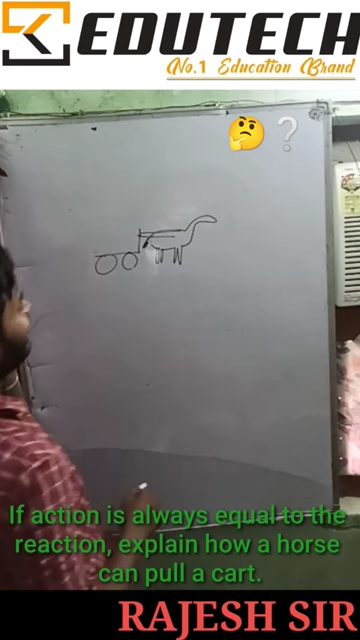 EDUTECH
No.1 Education Brand
If action is always equal to the
reaction, explain how a horse
can pull a cart.
RAJESH SIR